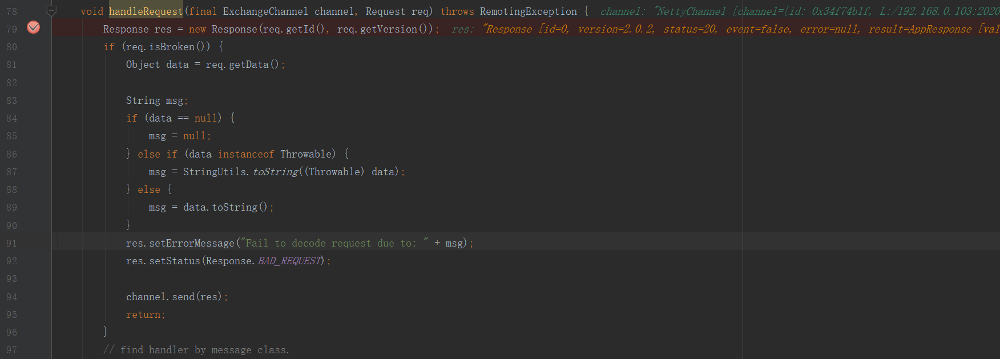 78 void handleRequest(final ExchangeChannel channel, Request req) throws RemotingException { channel: "NettyChannel [channel=[id: 0x34f74b1f, L:/192.168.0.103:2020
79 Response res = new Response(req.getId(), req.getVersion()); res: "Response [id=0, version=2.0.2, status=20, event=false, error=null, result=AppResponse [val
80 if (req.isBroken()) {
81 Object data = req.getData();
82
83 String msg;
84 if (data == null) {
85 msg = null;
86 } else if (data instanceof Throwable) {
87 msg = StringUtils.toString((Throwable) data);
88 } else {
89 msg = data.toString();
90 }
91 res.setErrorMessage("Fail to decode request due to: " + msg);
92 res.setStatus(Response.BAD_REQUEST);
93
94 channel.send(res);
95 return;
96 }
97 // find handler by message class.